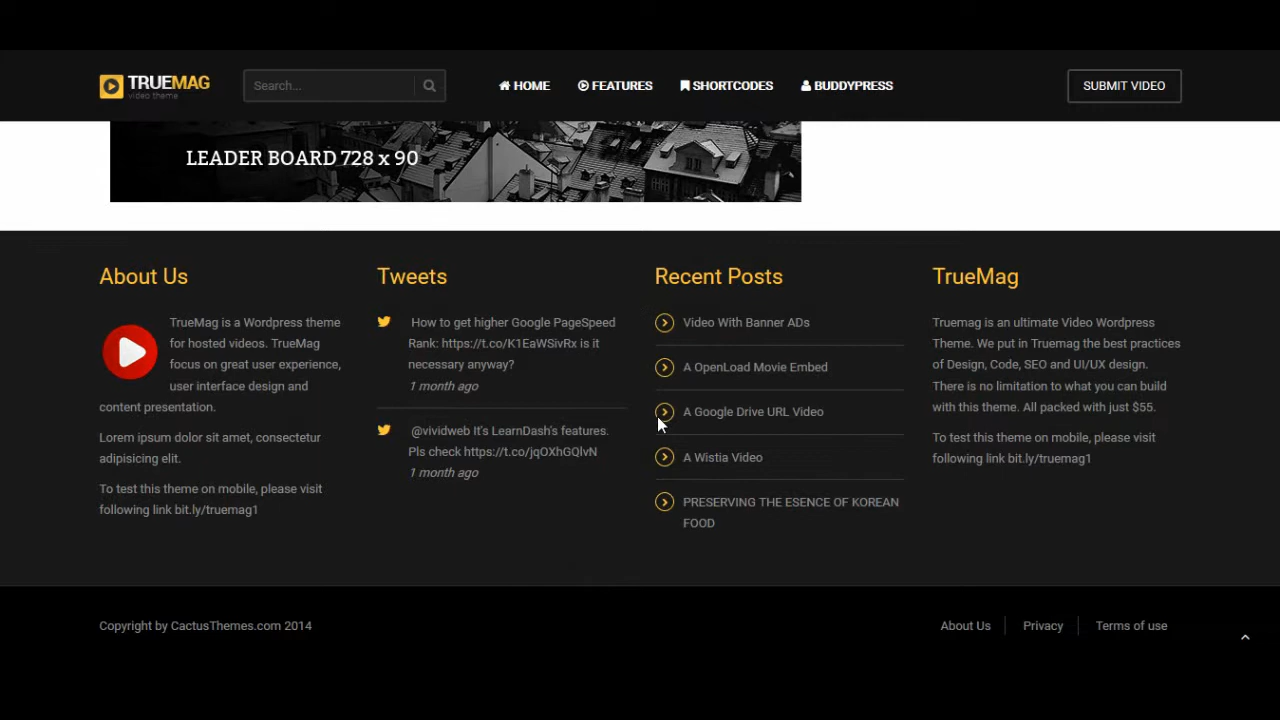 TRUEMAG
video theme
Search...
HOME
FEATURES
SHORTCODES
BUDDYPRESS
SUBMIT VIDEO
LEADER BOARD 728 x 90
About Us
TrueMag is a Wordpress theme
for hosted videos. TrueMag
focus on great user experience,
user interface design and
content presentation.
Lorem ipsum dolor sit amet, consectetur
adipisicing elit.
To test this theme on mobile, please visit
following link bit.ly/truemag1
Tweets
How to get higher Google PageSpeed
Rank: https://t.co/K1EaWSivRx is it
necessary anyway?
1 month ago
@vividweb It's LearnDash's features.
Pls check https://t.co/jqOXhGQlvN
1 month ago
Recent Posts
Video With Banner ADs
A OpenLoad Movie Embed
A Google Drive URL Video
A Wistia Video
PRESERVING THE ESENCE OF KOREAN
FOOD
TrueMag
Truemag is an ultimate Video Wordpress
Theme. We put in Truemag the best practices
of Design, Code, SEO and UI/UX design.
There is no limitation to what you can build
with this theme. All packed with just $55.
To test this theme on mobile, please visit
following link bit.ly/truemag1
Copyright by CactusThemes.com 2014
About Us
Privacy
Terms of use